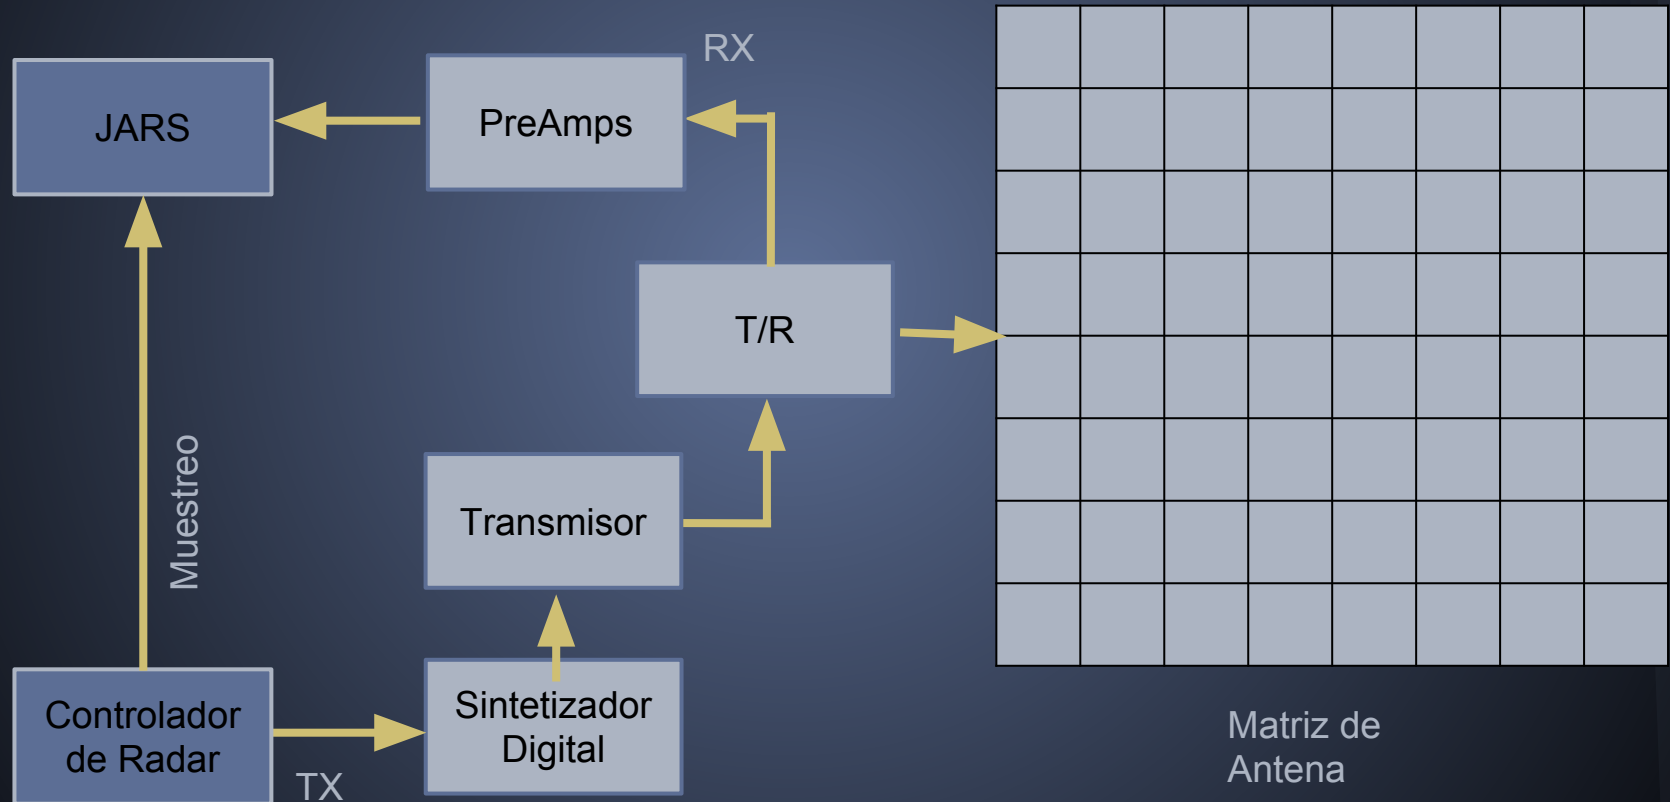 RX
JARS
PreAmps
T/R
Muestreo
Transmisor
Controlador
de Radar
TX
Sintetizador
Digital
Matriz de
Antena